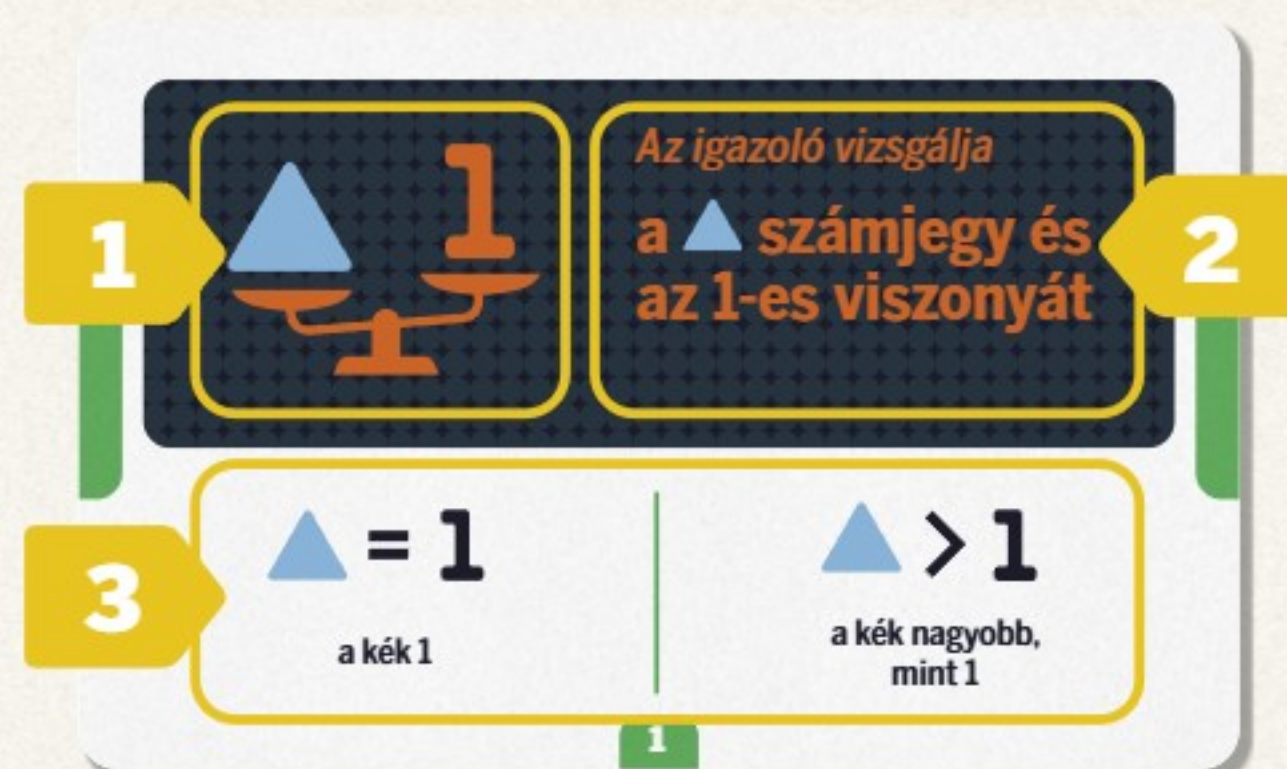 1
1
Az igazoló vizsgálja
a számjegy és
az 1-es viszonyát
2
3
= 1
a kék 1
> 1
a kék nagyobb,
mint 1
1